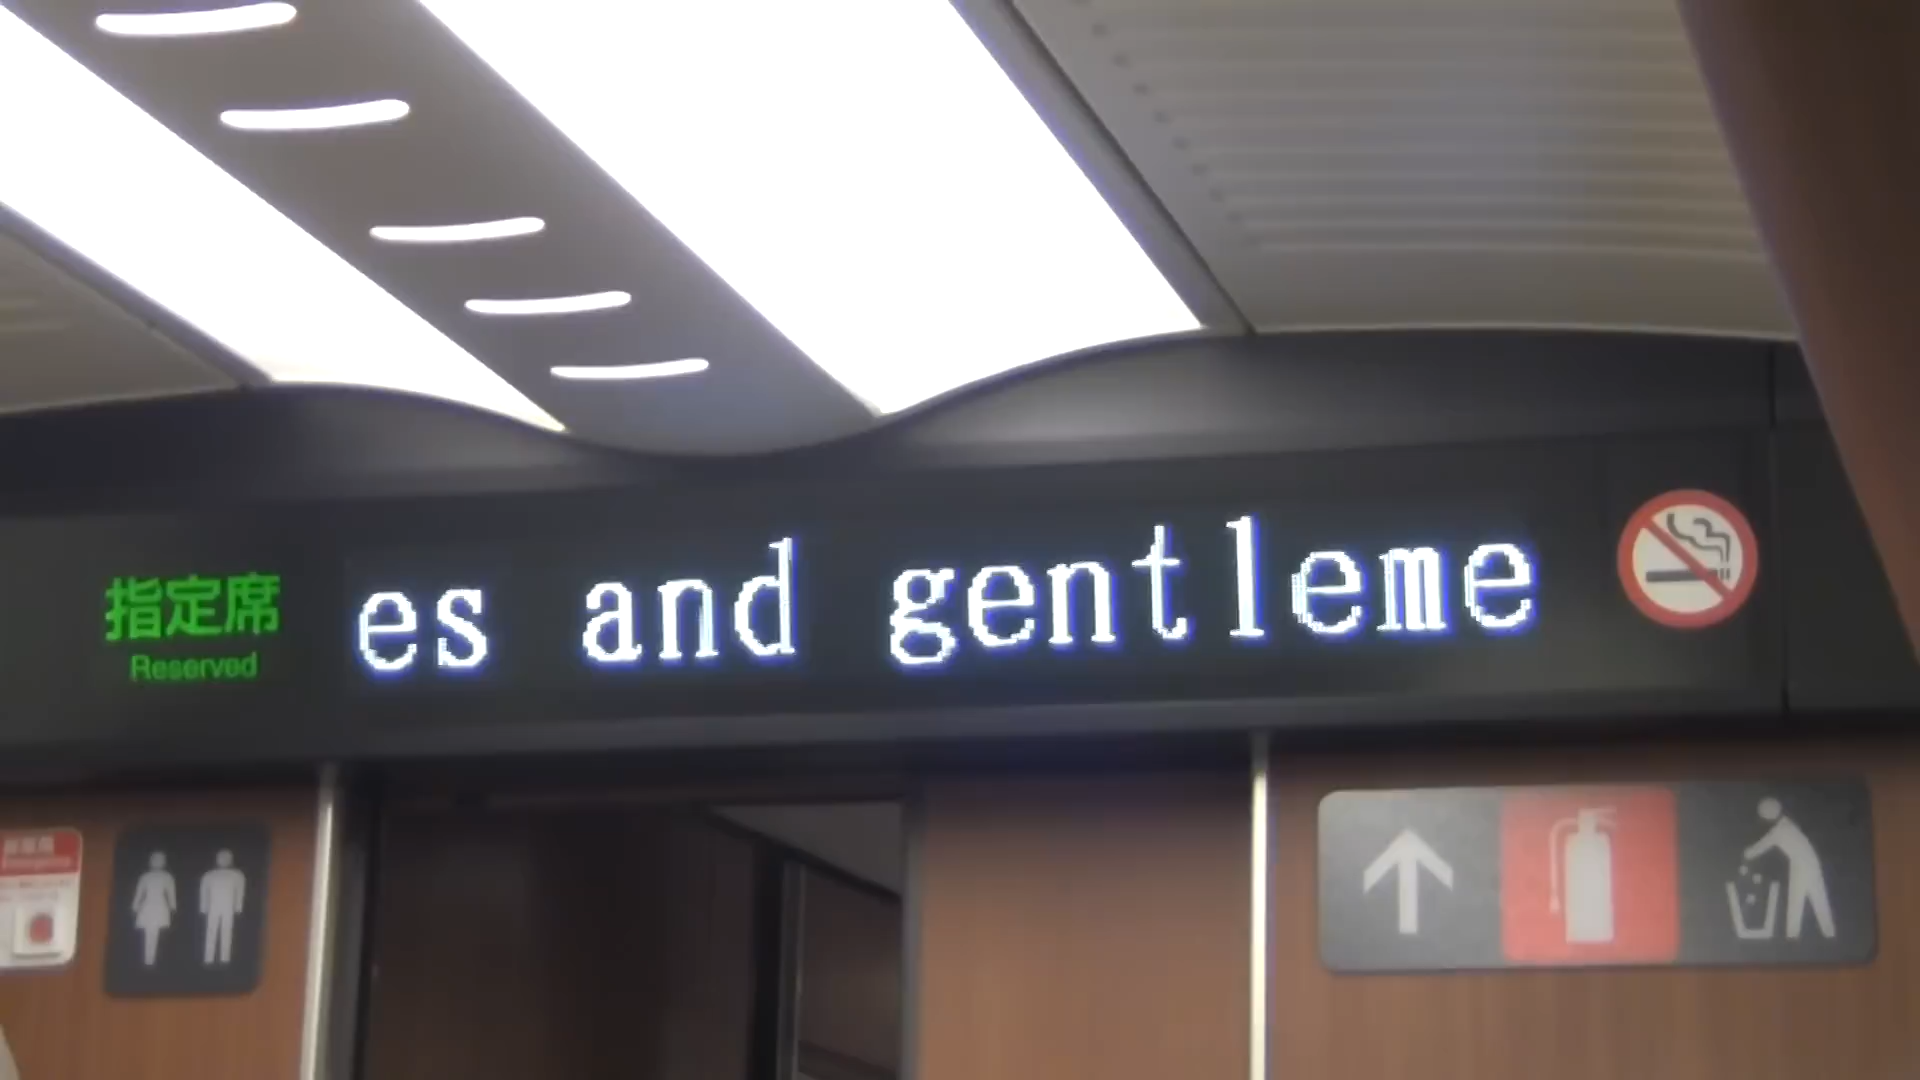 指定席
Reserved
es and gentleme